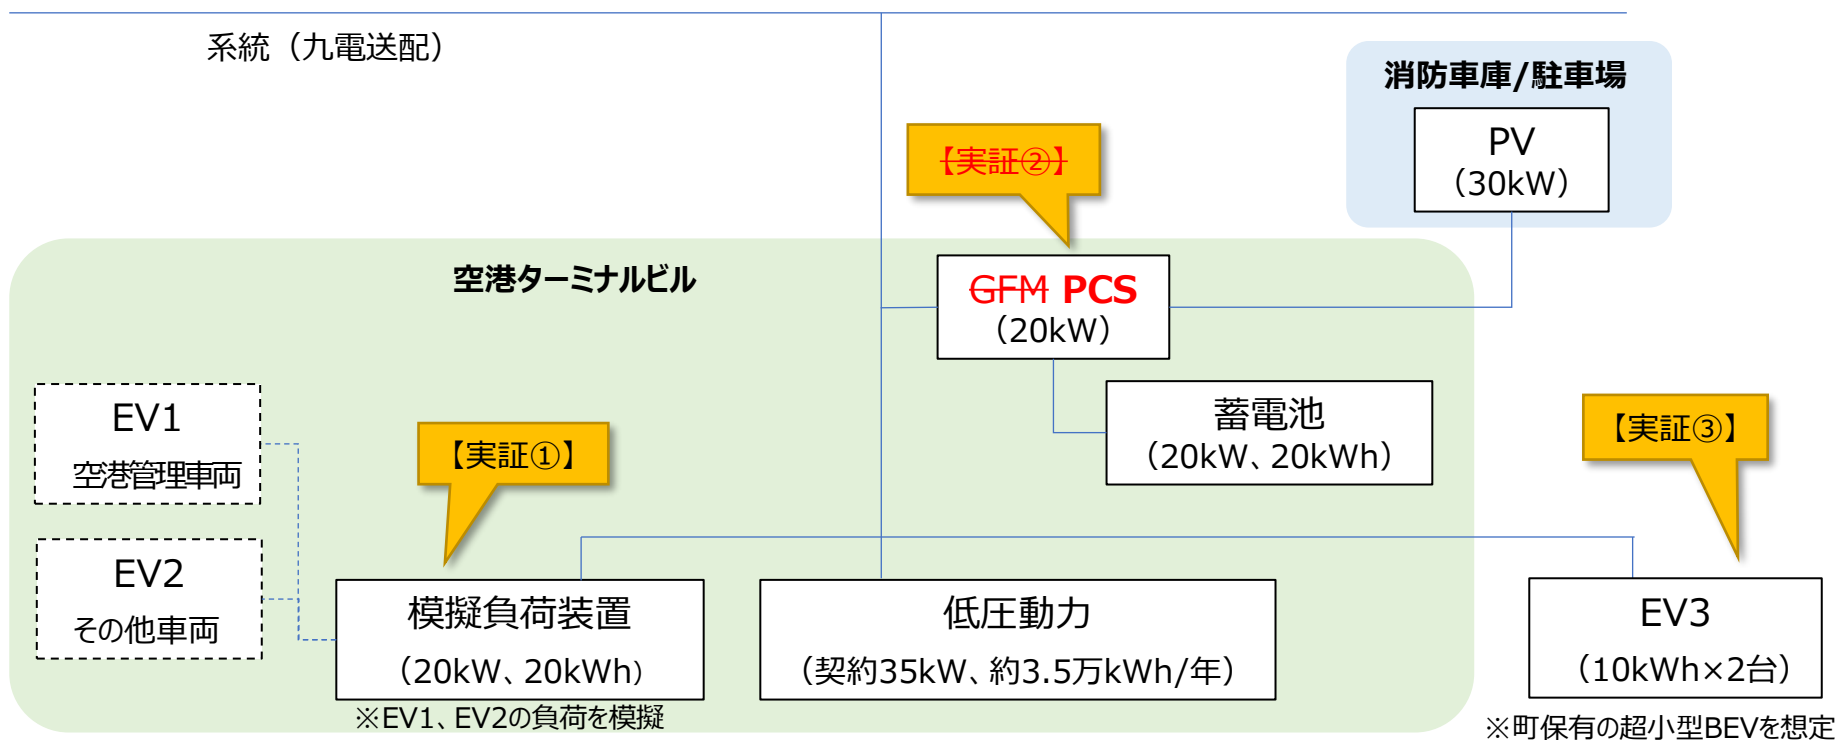 系統（九電送配）
消防車庫/駐車場
PV
（30kW）
【実証②】
空港ターミナルビル
GFM PCS
（20kW）
蓄電池
（20kW、20kWh）
EV1
空港管理車両
【実証①】
【実証③】
EV2
その他車両
模擬負荷装置
（20kW、20kWh）
※EV1、EV2の負荷を模擬
低圧動力
（契約35kW、約3.5万kWh/年）
EV3
（10kWh×2台）
※町保有の超小型BEVを想定